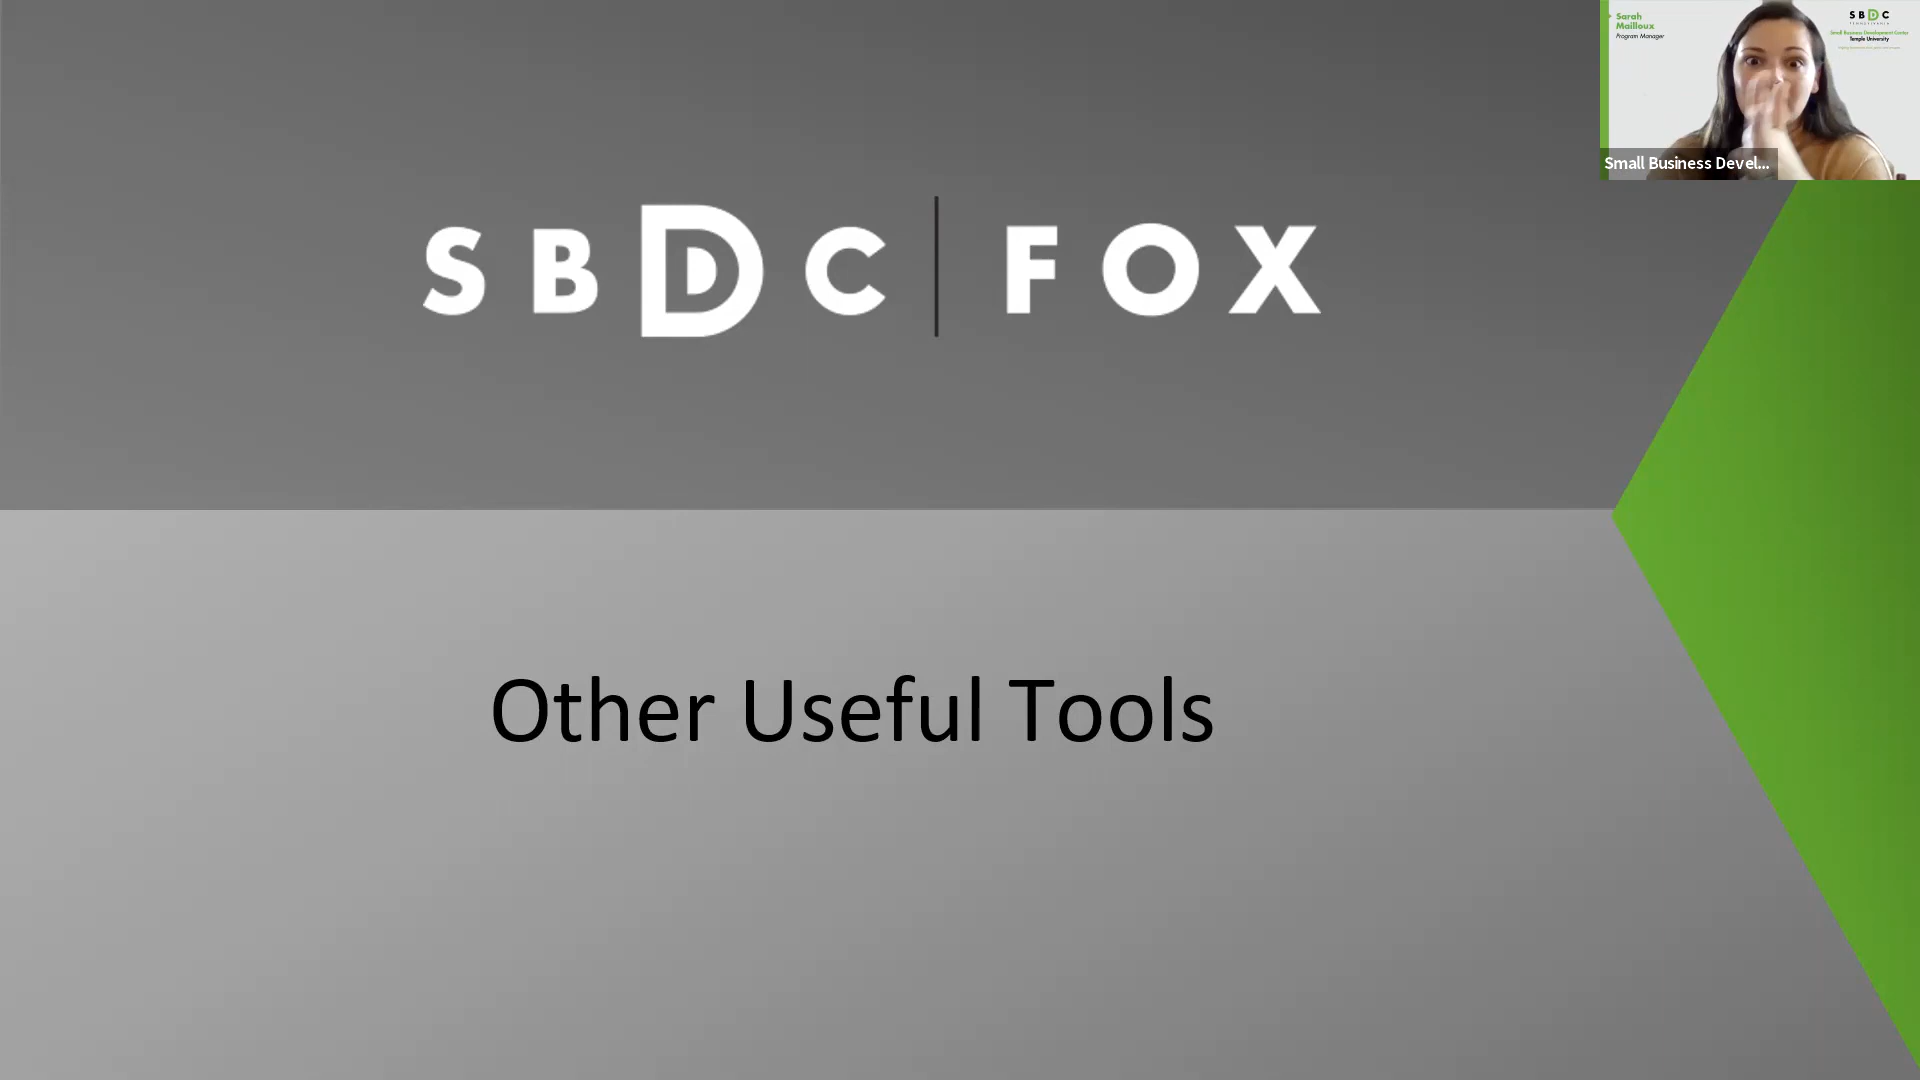 Sarah
Mailloux
Program Manager
SBDC
Small Business Development Center
Temple University
Small Business Devel...
SBDC | FOX
Other Useful Tools